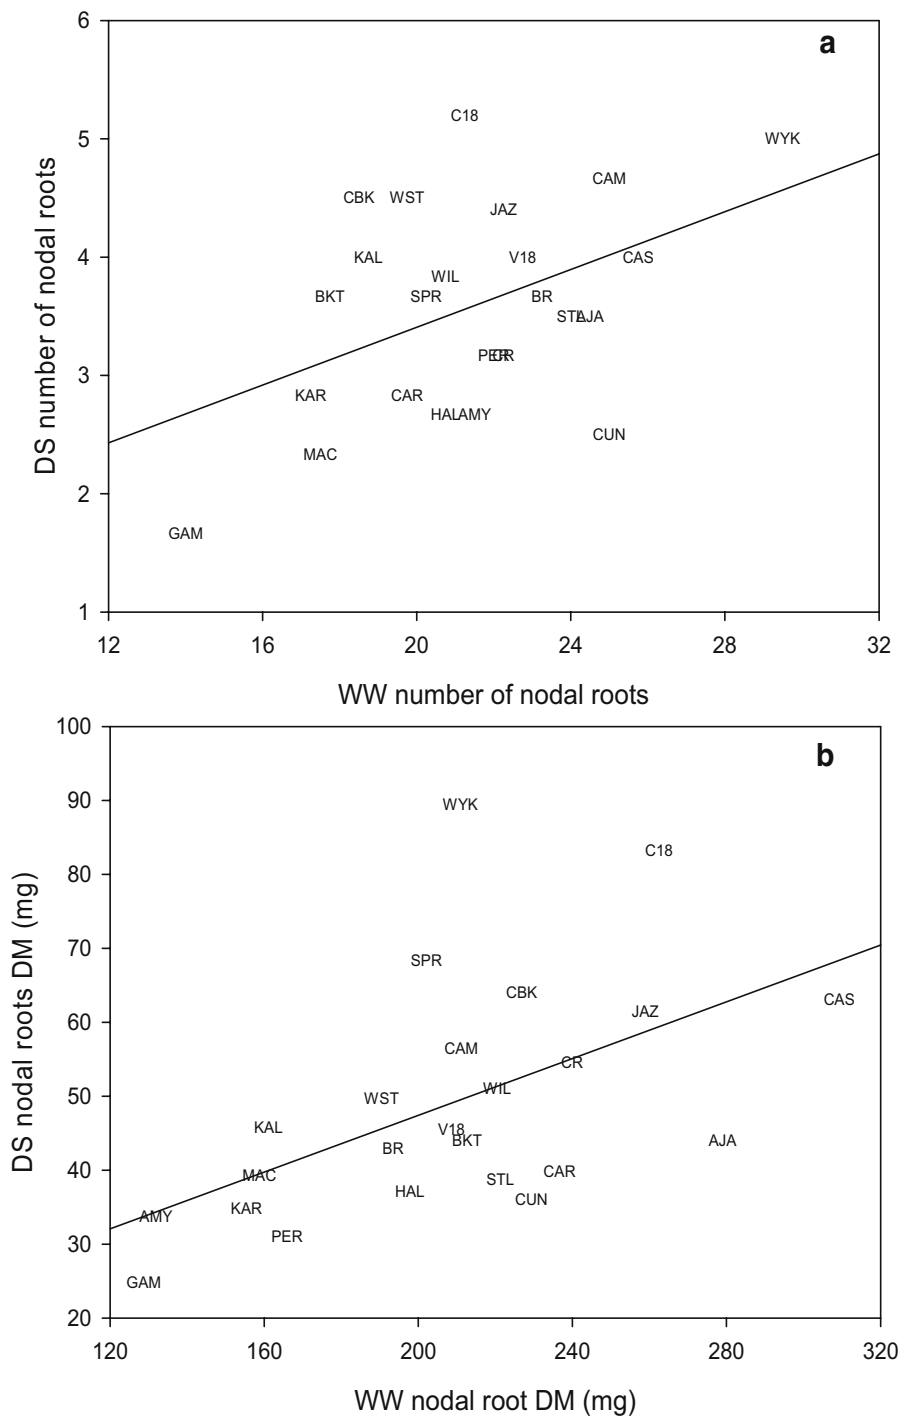 6
a
C18
5
WYK
CAM
CBK WST
JAZ
4
KAL
V18
CAS
WIL
BKT
SPR
BR
STL AJA
PER CR
3
KAR
CAR
HAL AMY
CUN
MAC
2
GAM
1
12 16 20 24 28 32
DS number of nodal roots
WW number of nodal roots
100
b
90
WYK
C18
80
70
SPR
CBK
CAS
JAZ
60
CAM
CR
WIL
50
WST
KAL
V18
BKT
AJA
BR
40
CAR
MAC
STL
HAL
CUN
KAR
AMY
PER
30
GAM
20
120 160 200 240 280 320
DS nodal roots DM (mg)
WW nodal root DM (mg)